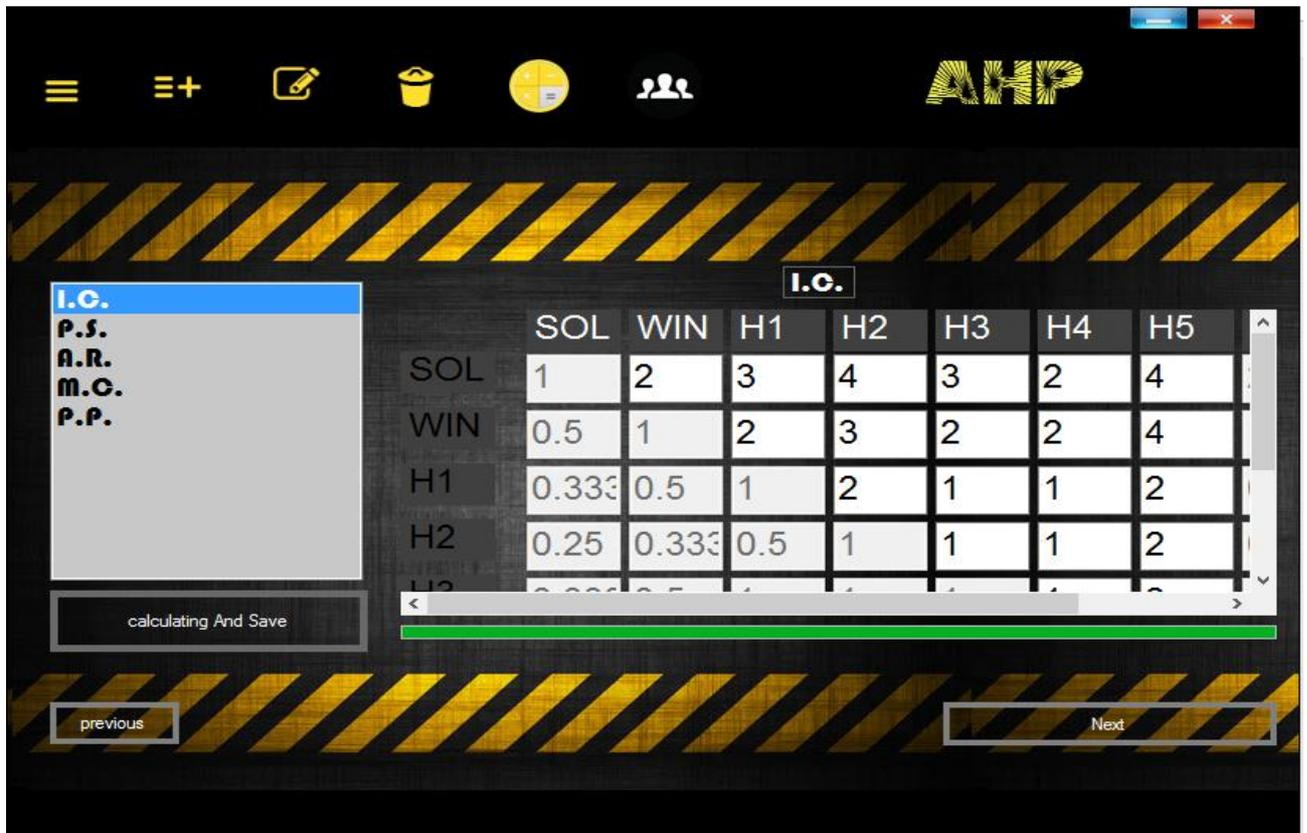 AHP
I.C.
P.S.
A.R.
M.C.
P.P.
calculating And Save
I.C.
SOL WIN H1 H2 H3 H4 H5
SOL 1 2 3 4 3 2 4
WIN 0.5 1 2 3 2 2 4
H1 0.333 0.5 1 2 1 1 2
H2 0.25 0.333 0.5 1 1 1 2
previous
Next